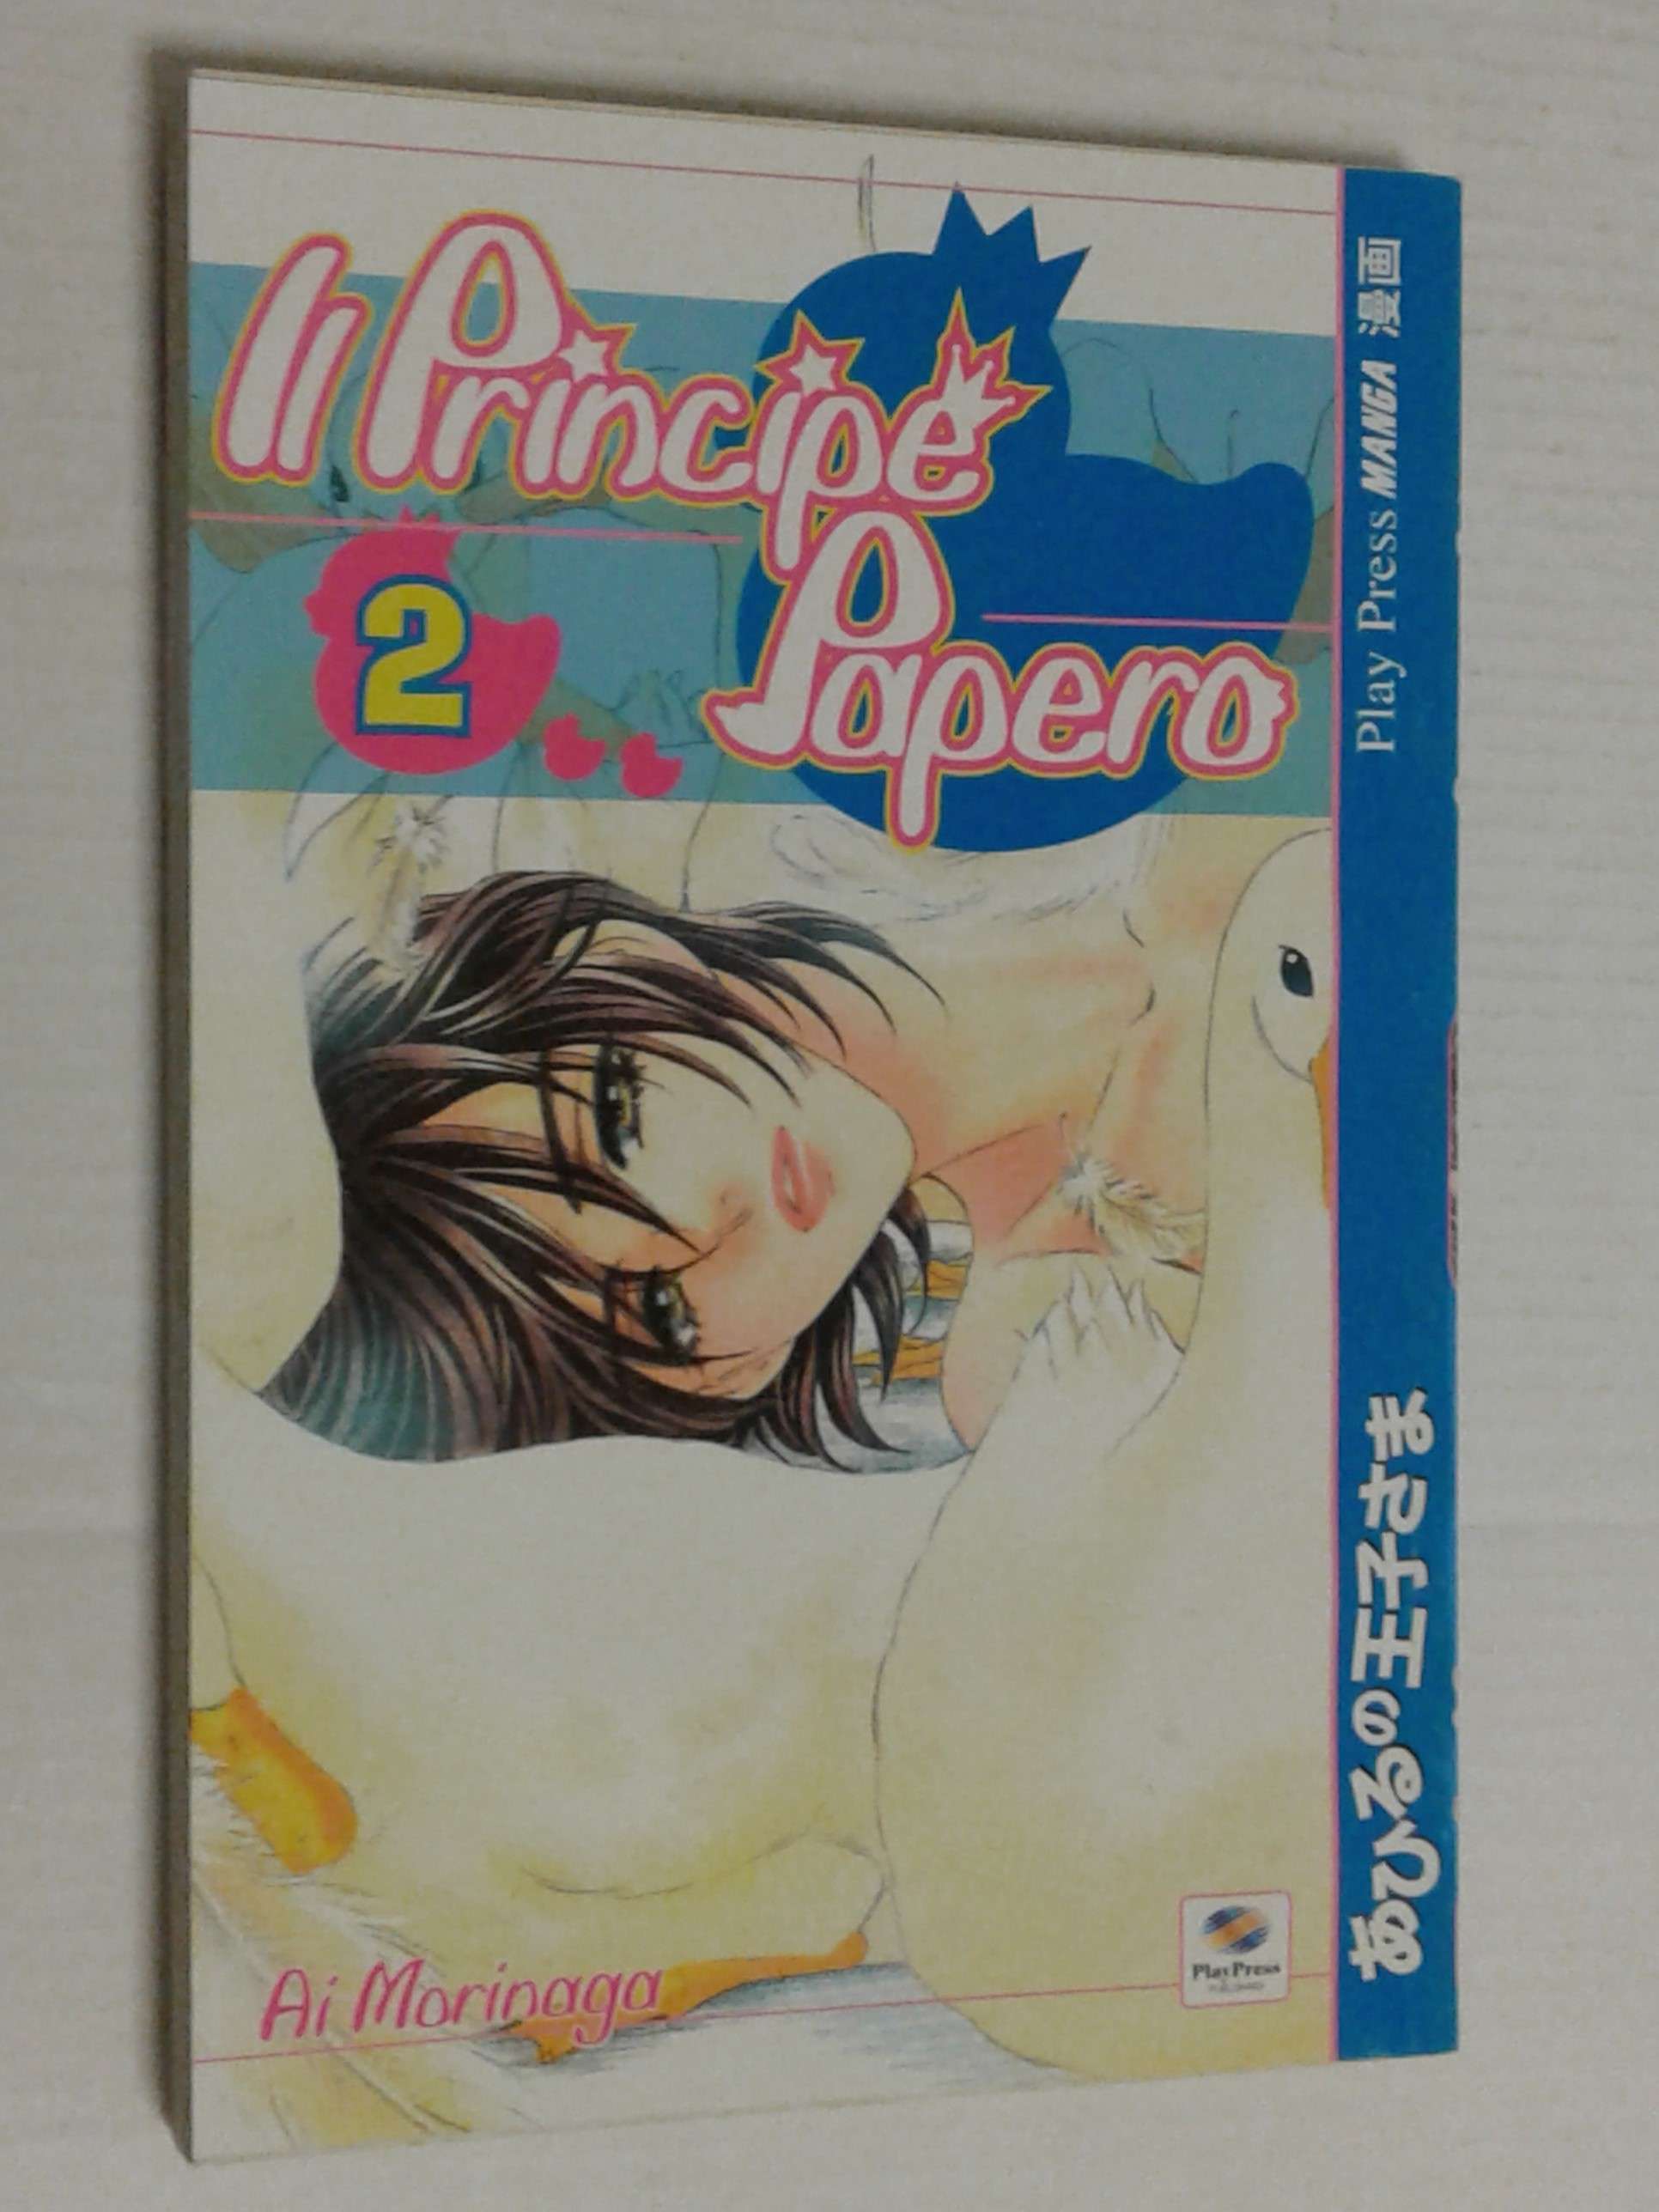 Il Principe
Papero
2
Ai Morinaga
PlayPress
Play Press MANGA 漫画
あひるの王子さま